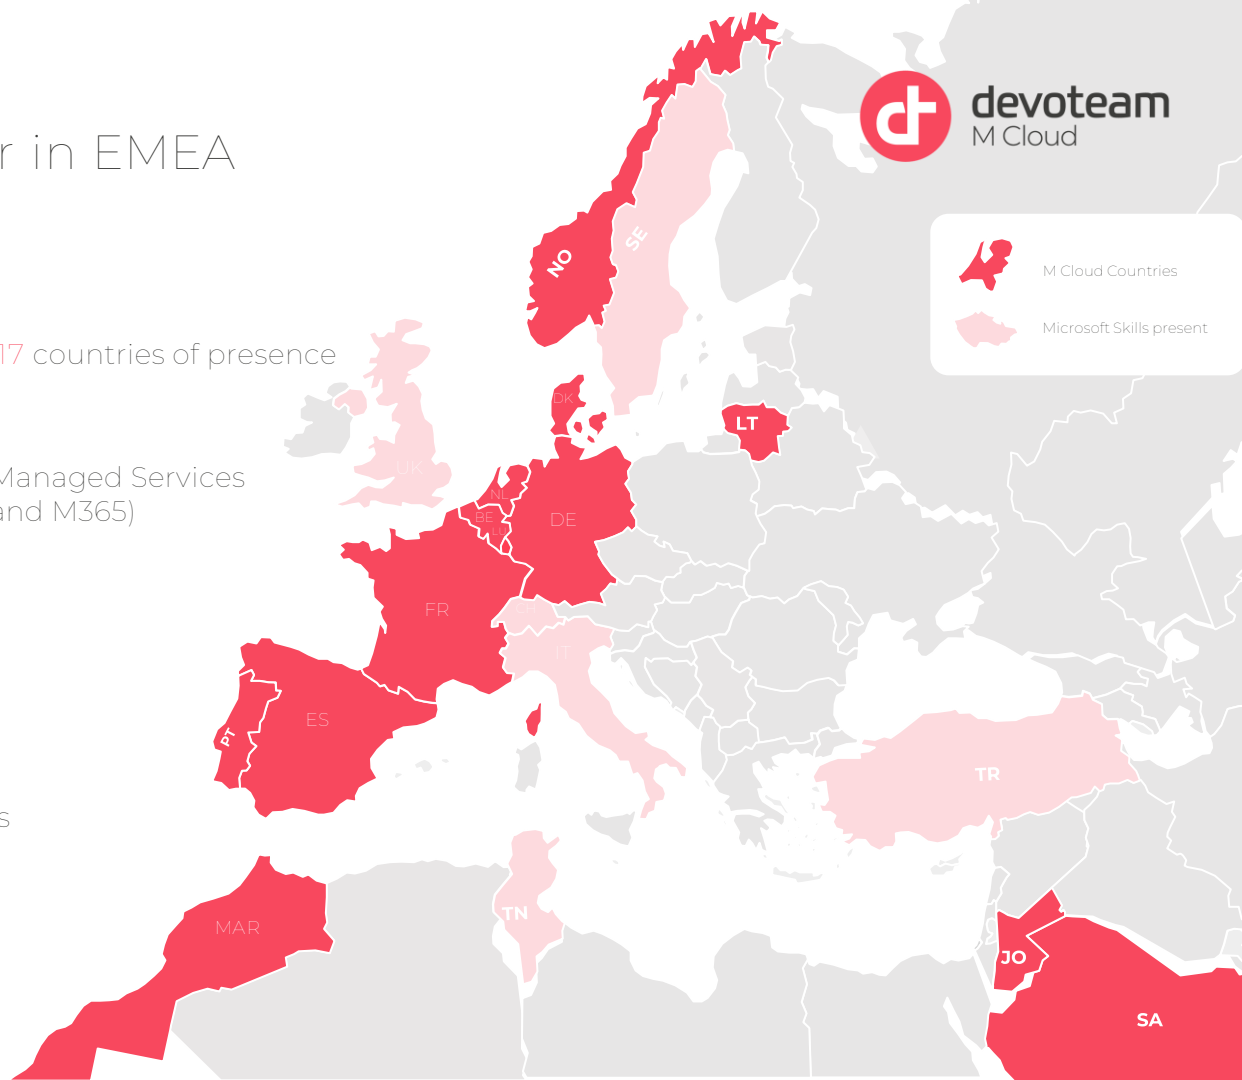 r in EMEA
devoteam
M Cloud
M Cloud Countries
Microsoft Skills present
17 countries of presence
Managed Services
and M365)
s
NO
SE
DK
LT
UK
NL
BE
LU
DE
FR
CH
IT
ES
PT
TR
MAR
TN
JO
SA